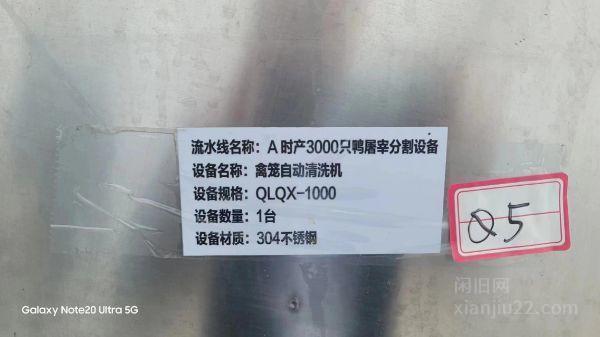 流水线名称：A 时产3000只鸭屠宰分割设备
设备名称：禽笼自动清洗机
设备规格：QLQX-1000
设备数量：1台
设备材质：304不锈钢
Q5
闲旧网
xianjiu22.com
Galaxy Note20 Ultra 5G